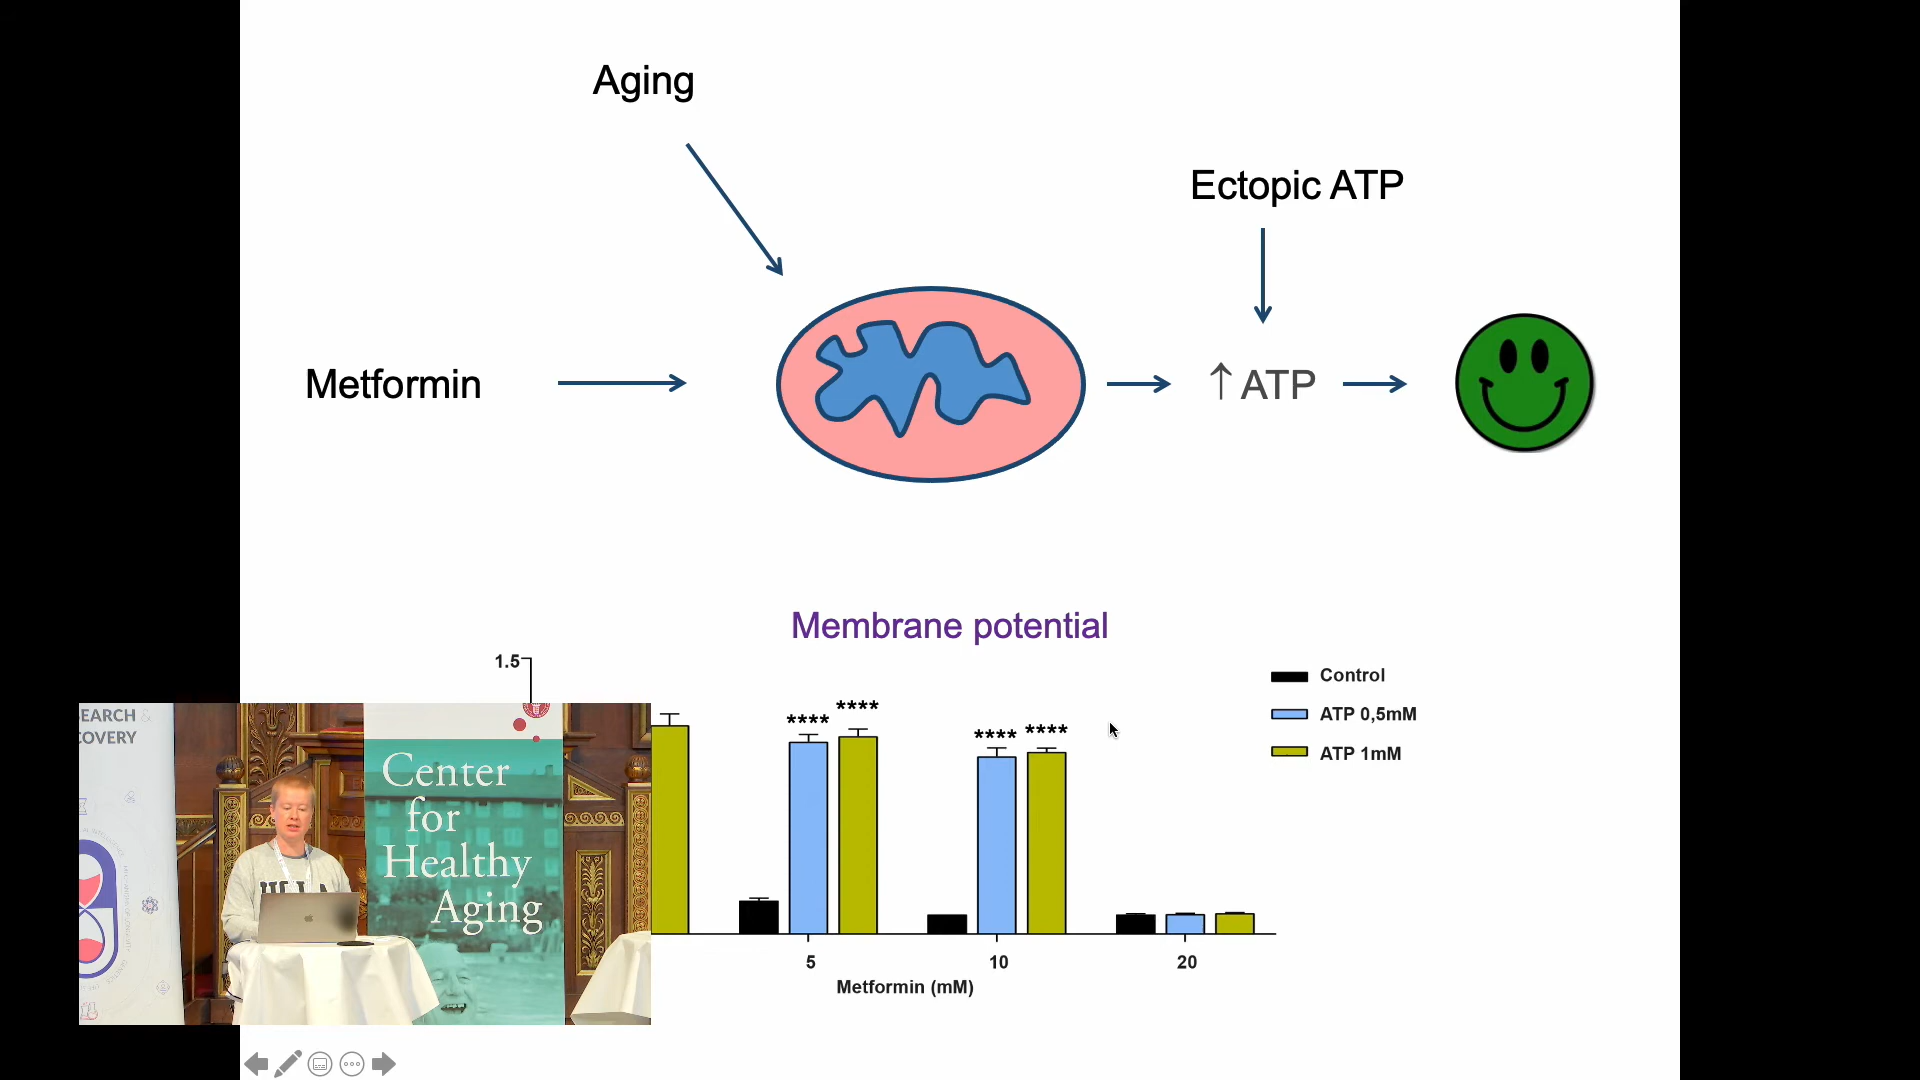 Aging
Ectopic ATP
Metformin
↑ ATP
Membrane potential
1.5
Control
ATP 0,5mM
ATP 1mM
**** ****
**** ****
5 10 20
Metformin (mM)
EARCH &
COVERY
Center
for
Healthy
Aging